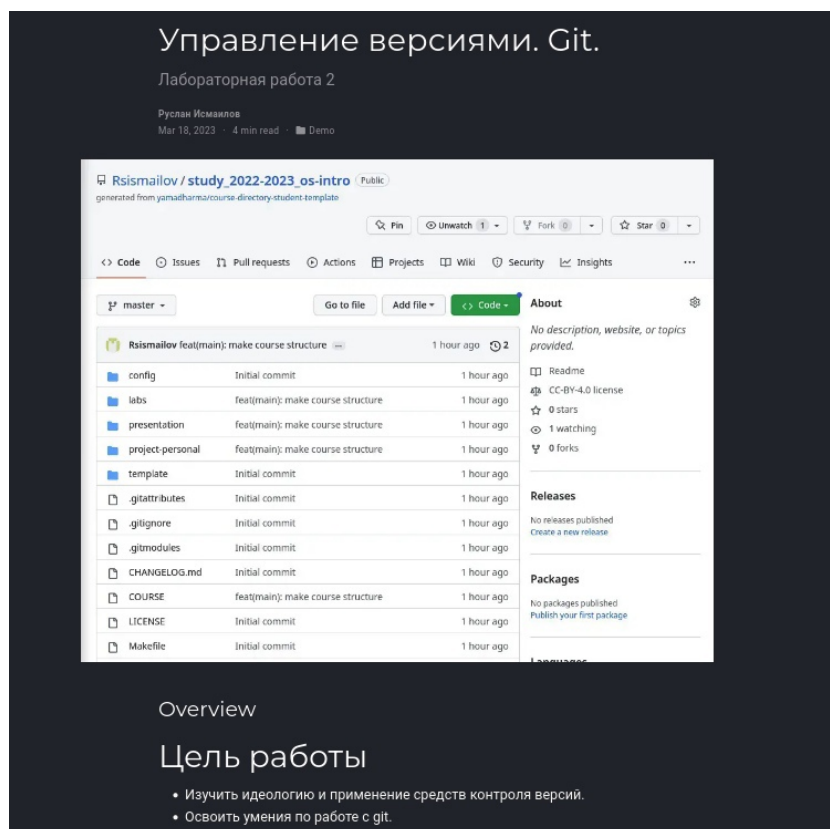 Управление версиями. Git.
Лабораторная работа 2
Руслан Исмаилов
Mar 18, 2023 · 4 min read · Demo
Rsismailov / study_2022-2023_os-intro Public
generated from yamadharma/course-directory-student-template
Pin Unwatch 1 Fork 0 Star 0
Code Issues Pull requests Actions Projects Wiki Security Insights ...
master Go to file Add file Code
Rsismailov feat(main): make course structure ... 1 hour ago 2
config Initial commit 1 hour ago
labs feat(main): make course structure 1 hour ago
presentation feat(main): make course structure 1 hour ago
project-personal feat(main): make course structure 1 hour ago
template Initial commit 1 hour ago
.gitattributes Initial commit 1 hour ago
.gitignore Initial commit 1 hour ago
.gitmodules Initial commit 1 hour ago
CHANGELOG.md Initial commit 1 hour ago
COURSE feat(main): make course structure 1 hour ago
LICENSE Initial commit 1 hour ago
Makefile Initial commit 1 hour ago
About
No description, website, or topics
provided.
Readme
CC-BY-4.0 license
0 stars
1 watching
0 forks
Releases
No releases published
Create a new release
Packages
No packages published
Publish your first package
Languages
Overview
Цель работы
• Изучить идеологию и применение средств контроля версий.
• Освоить умения по работе с git.